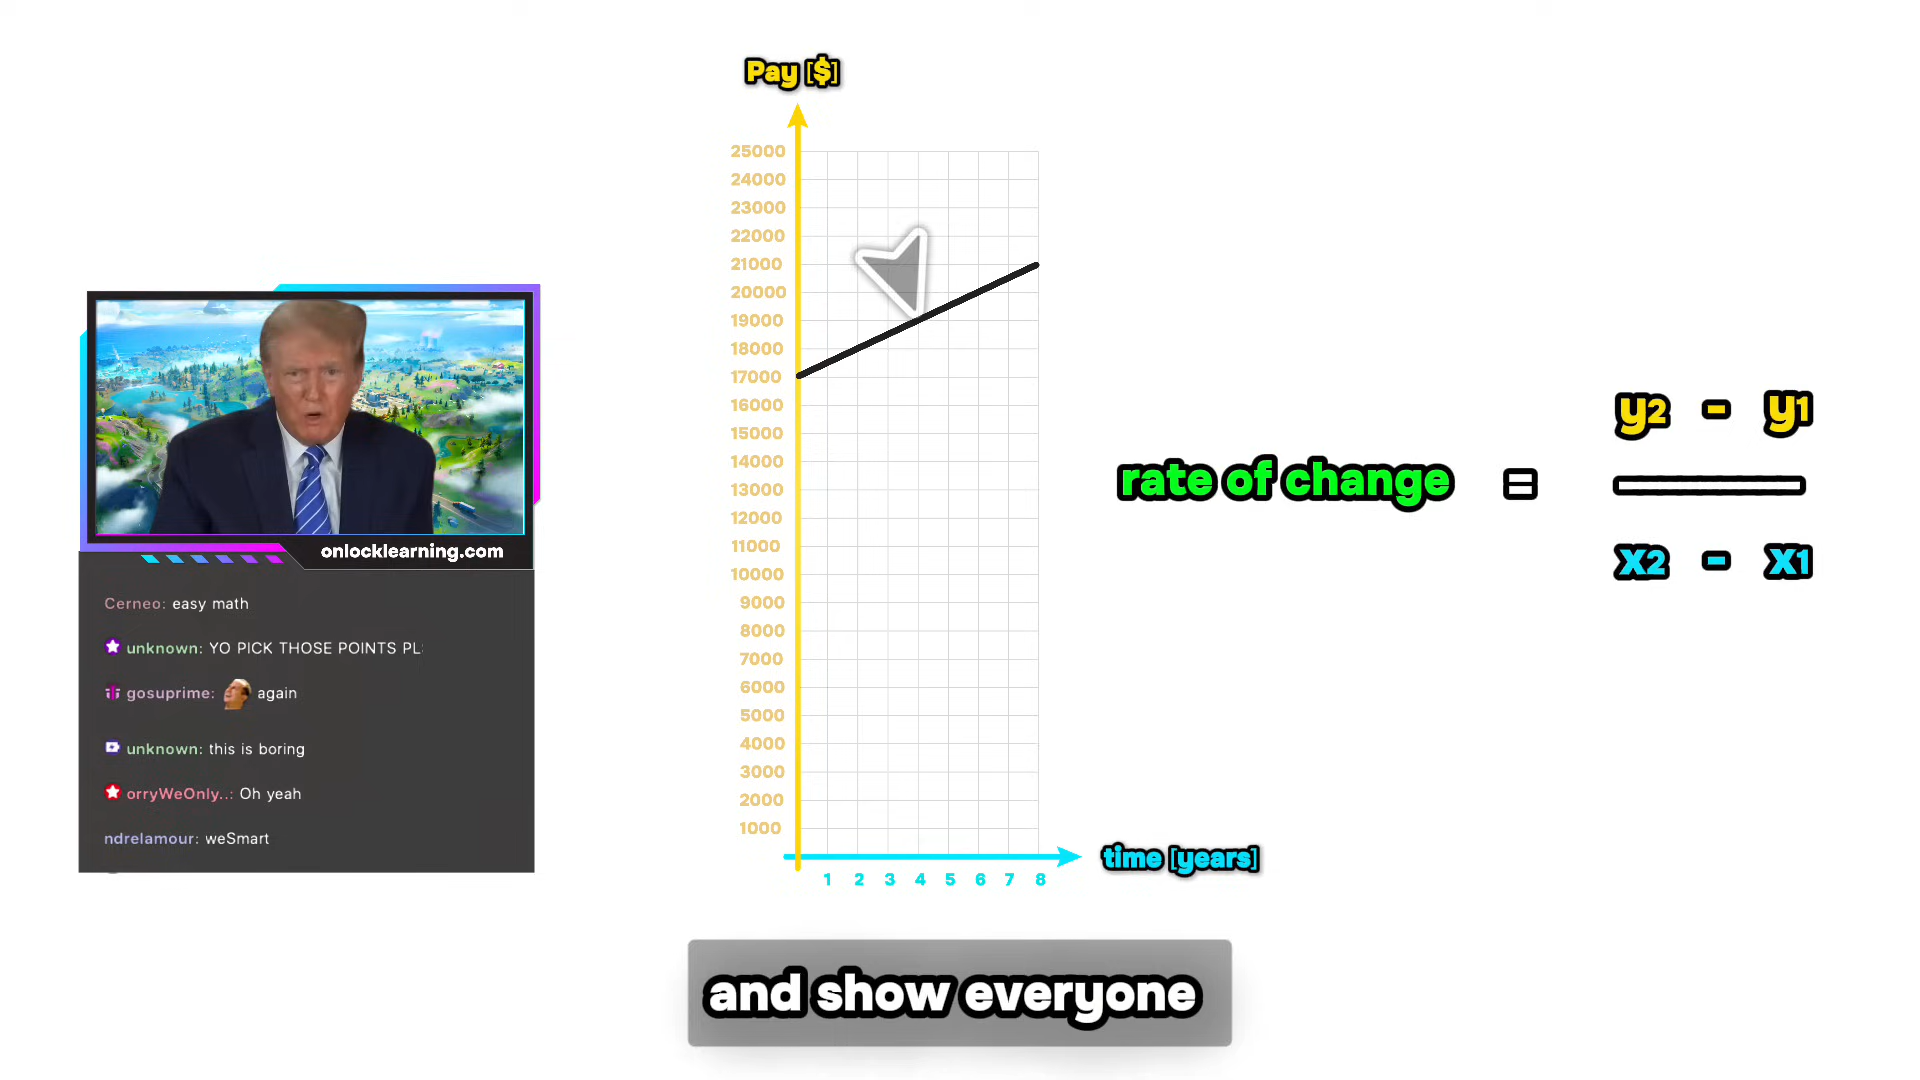 Pay [$]
25000
24000
23000
22000
21000
20000
19000
18000
17000
16000
15000
14000
13000
12000
11000
10000
9000
8000
7000
6000
5000
4000
3000
2000
1000
1 2 3 4 5 6 7 8
time [years]
rate of change = y2 - y1
x2 - x1
onlocklearning.com
Cerneo: easy math
unknown: YO PICK THOSE POINTS PL
gosuprime: again
unknown: this is boring
orryWeOnly..: Oh yeah
ndrelamour: weSmart
and show everyone